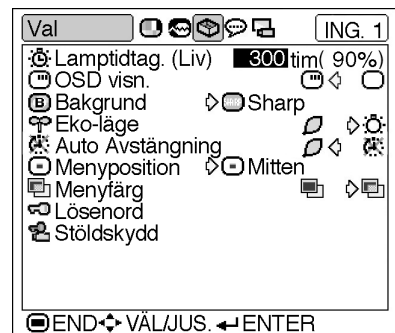 Val ING. 1
Lamptidtag. (Liv) 300 tim( 90%)
OSD visn.
B Bakgrund Sharp
Eko-läge
Auto Avstängning
Menyposition Mitten
Menyfärg
Lösenord
Stöldskydd
END VÄL/JUS. ENTER